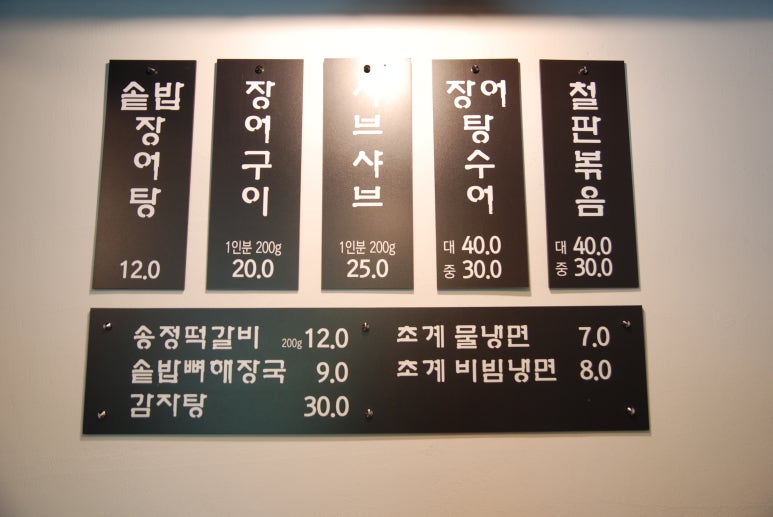 솥밥장어탕
12.0
장어구이
1인분 200g
20.0
샤브샤브
1인분 200g
25.0
장어탕수어
대 40.0
중 30.0
철판볶음
대 40.0
중 30.0
송정떡갈비 200g 12.0
솥밥뼈해장국 9.0
감자탕 30.0
초계 물냉면 7.0
초계 비빔냉면 8.0